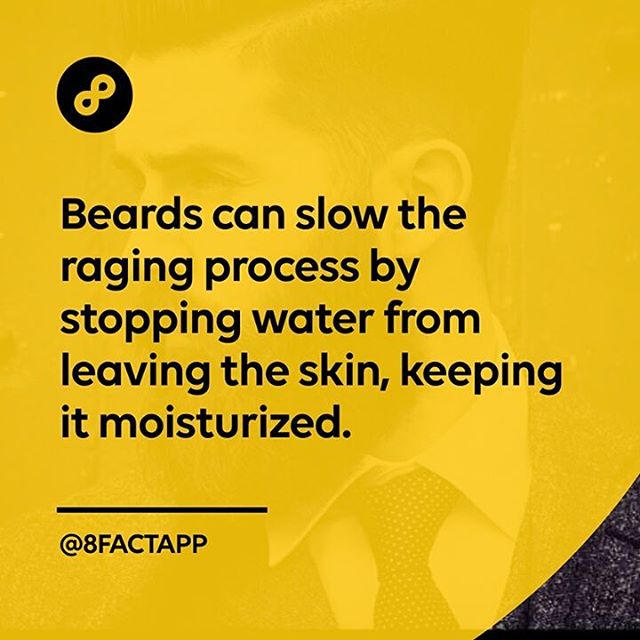 Beards can slow the
raging process by
stopping water from
leaving the skin, keeping
it moisturized.
@8FACTAPP